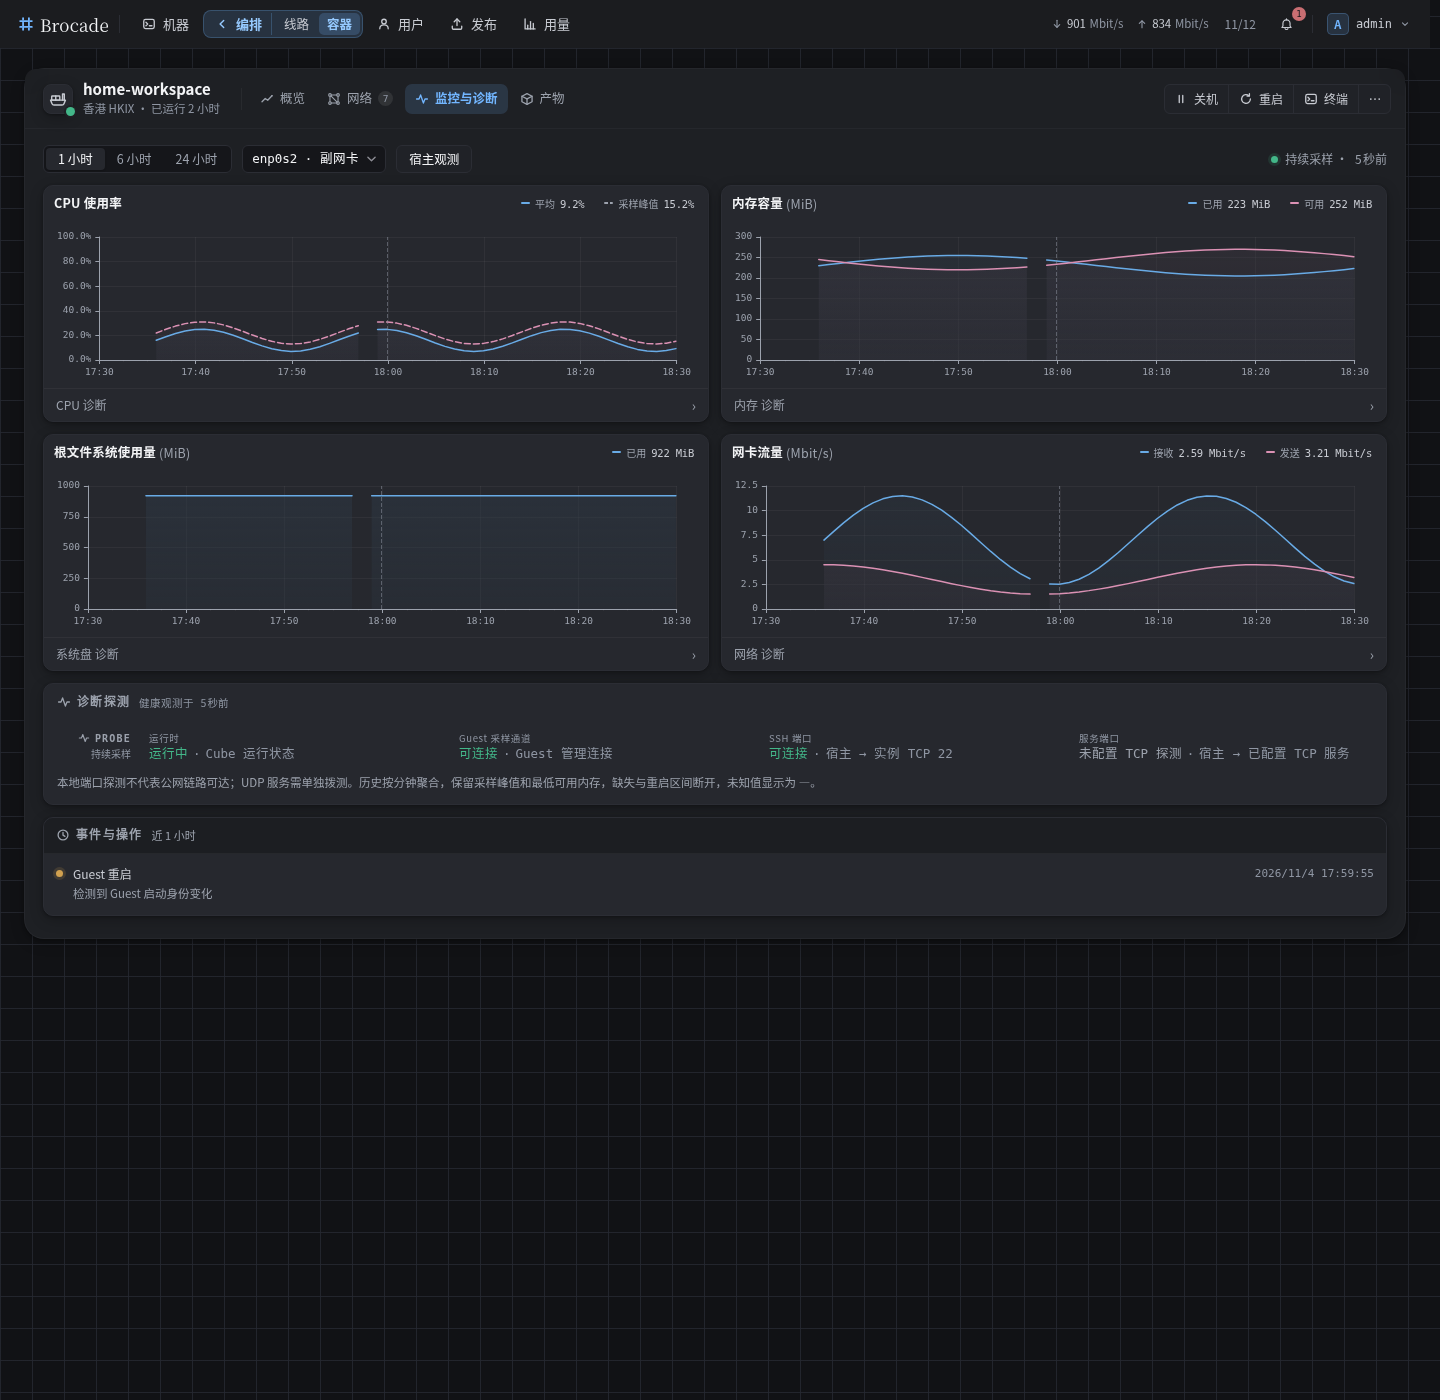 Brocade 机器 编排 线路 容器 用户 发布 用量 ↓ 901 Mbit/s ↑ 834 Mbit/s 11/12 1 A admin
home-workspace
香港 HKIX • 已运行 2 小时
概览 网络 7 监控与诊断 产物 关机 重启 终端 ···
1 小时 6 小时 24 小时 enp0s2 · 副网卡 宿主观测 持续采样 • 5秒前
CPU 使用率 平均 9.2% 采样峰值 15.2%
100.0%
80.0%
60.0%
40.0%
20.0%
0.0%
17:30 17:40 17:50 18:00 18:10 18:20 18:30
CPU 诊断 ›
内存容量 (MiB) 已用 223 MiB 可用 252 MiB
300
250
200
150
100
50
0
17:30 17:40 17:50 18:00 18:10 18:20 18:30
内存 诊断 ›
根文件系统使用量 (MiB) 已用 922 MiB
1000
750
500
250
0
17:30 17:40 17:50 18:00 18:10 18:20 18:30
系统盘 诊断 ›
网卡流量 (Mbit/s) 接收 2.59 Mbit/s 发送 3.21 Mbit/s
12.5
10
7.5
5
2.5
0
17:30 17:40 17:50 18:00 18:10 18:20 18:30
网络 诊断 ›
诊断探测 健康观测于 5秒前
PROBE
持续采样
运行时
运行中 · Cube 运行状态
Guest 采样通道
可连接 · Guest 管理连接
SSH 端口
可连接 · 宿主 → 实例 TCP 22
服务端口
未配置 TCP 探测 · 宿主 → 已配置 TCP 服务
本地端口探测不代表公网链路可达；UDP 服务需单独拨测。历史按分钟聚合，保留采样峰值和最低可用内存，缺失与重启区间断开，未知值显示为 —。
事件与操作 近 1 小时
Guest 重启 2026/11/4 17:59:55
检测到 Guest 启动身份变化